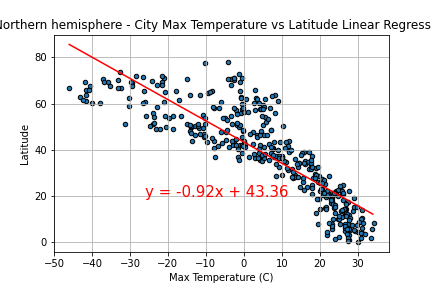 Northern hemisphere - City Max Temperature vs Latitude Linear Regress
80
60
40
20
0
Latitude
y = -0.92x + 43.36
−50 −40 −30 −20 −10 0 10 20 30
Max Temperature (C)